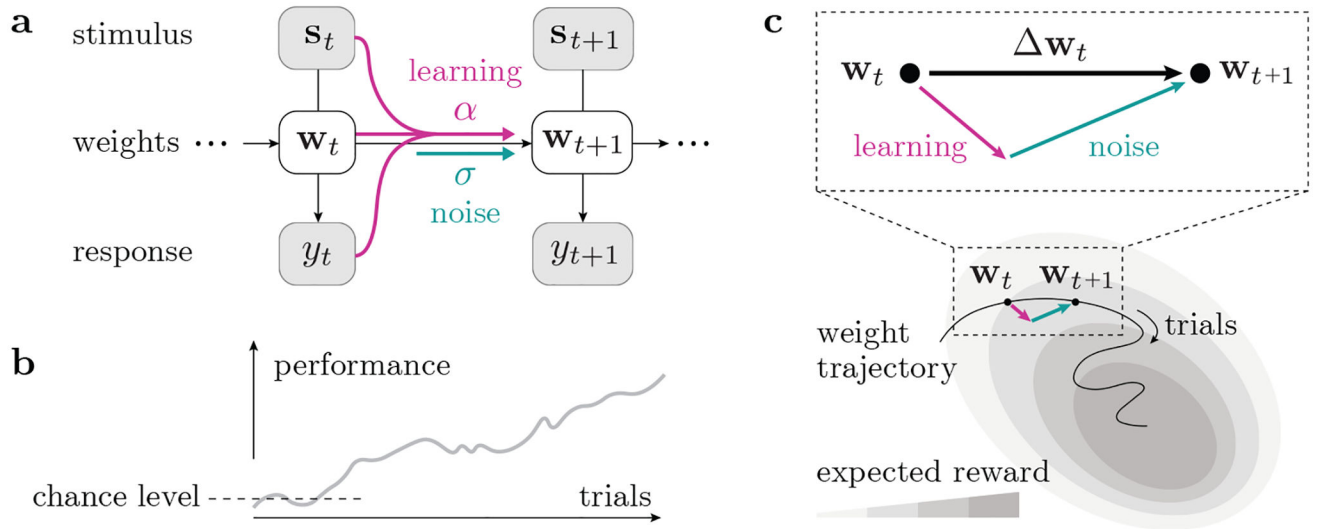 a
stimulus s_t s_{t+1}
learning
α
weights ··· w_t w_{t+1} ···
σ
noise
response y_t y_{t+1}
b
performance
chance level
trials
c
Δw_t
w_t w_{t+1}
learning noise
w_t w_{t+1}
weight
trajectory
trials
expected reward